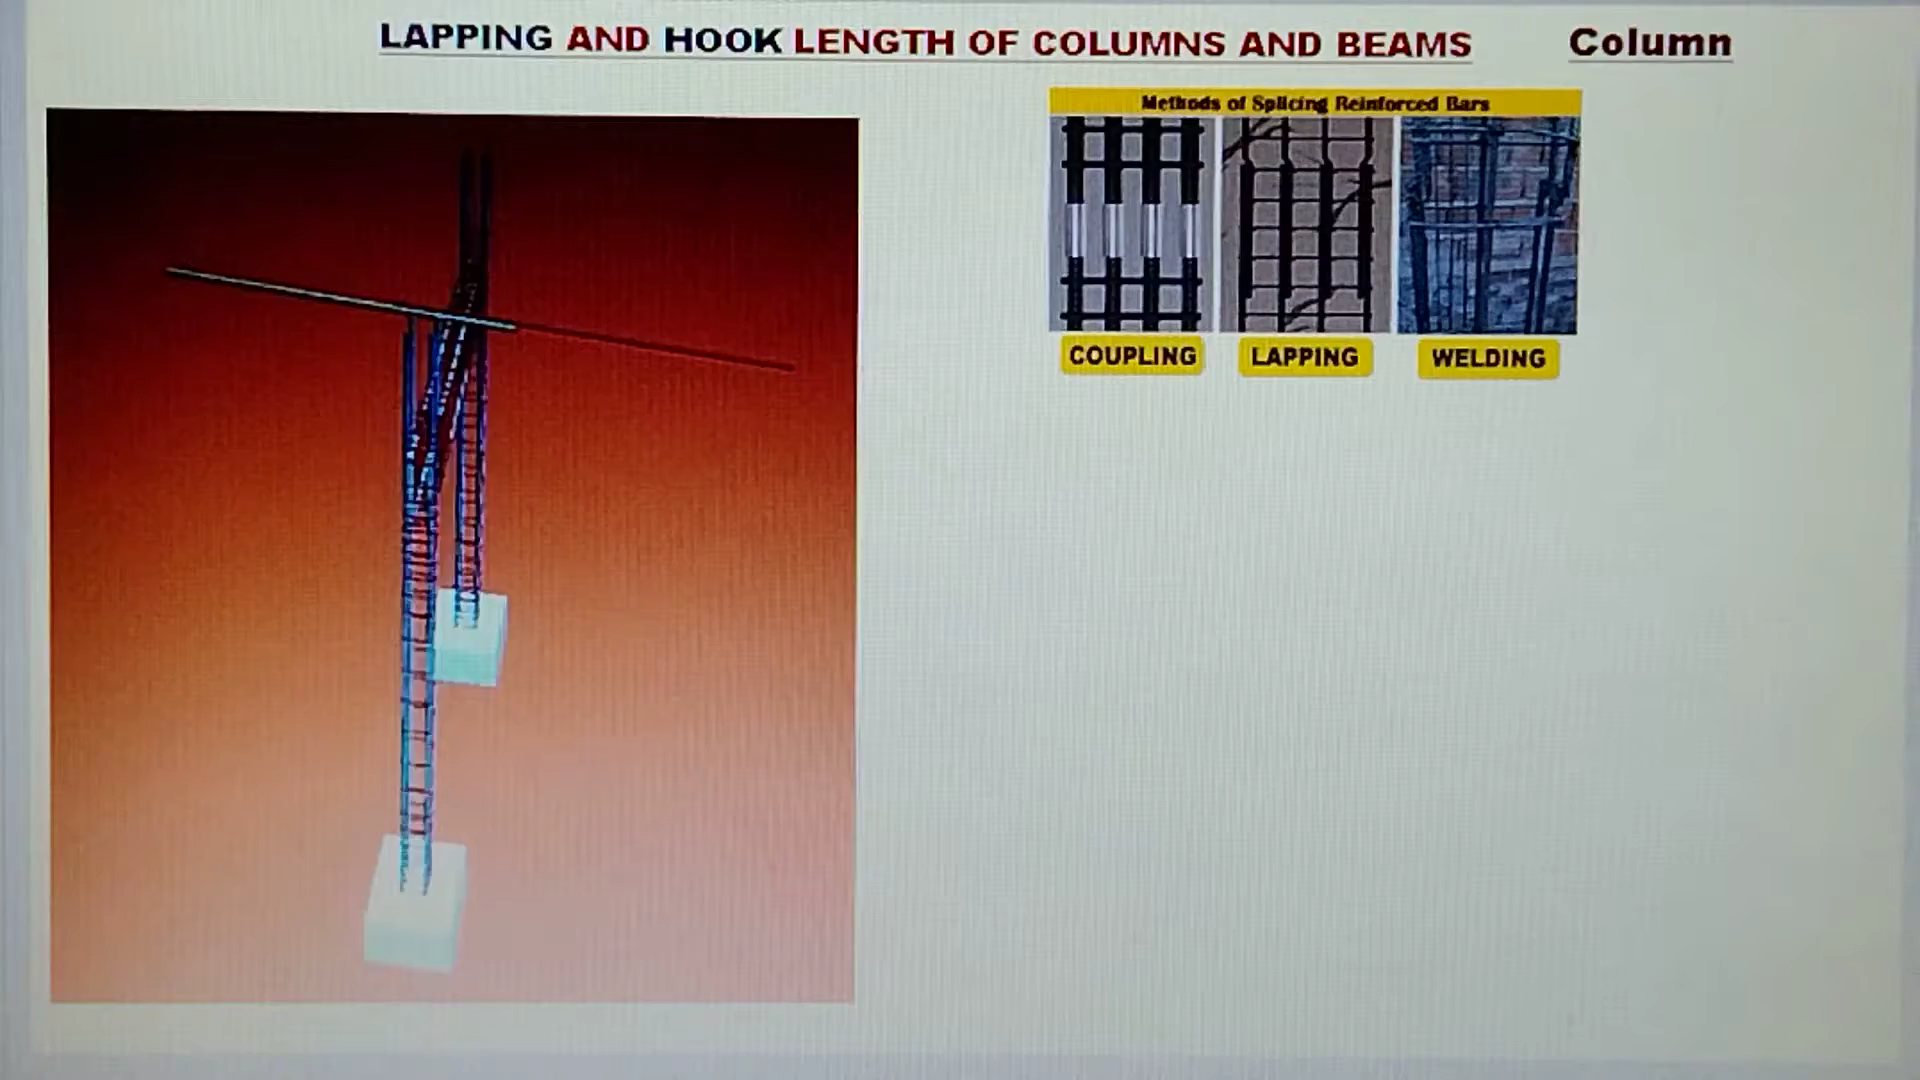 LAPPING AND HOOK LENGTH OF COLUMNS AND BEAMS
Column
Methods of Splicing Reinforced Bars
COUPLING
LAPPING
WELDING